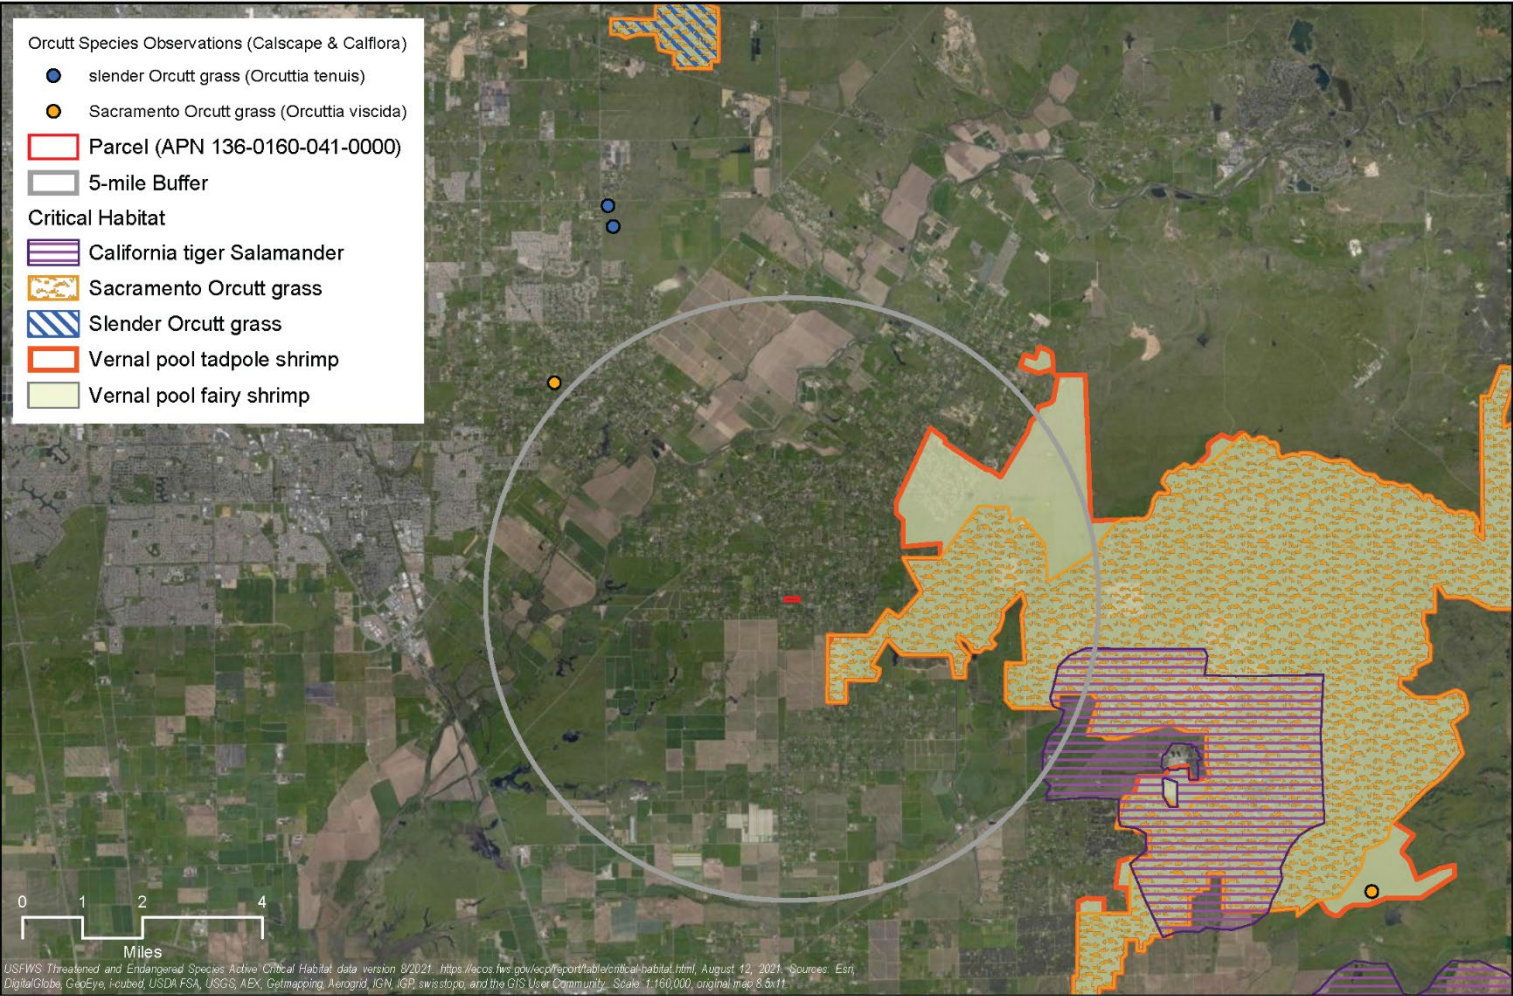 Orcutt Species Observations (Calscape & Calflora)
slender Orcutt grass (Orcuttia tenuis)
Sacramento Orcutt grass (Orcuttia viscida)
Parcel (APN 136-0160-041-0000)
5-mile Buffer
Critical Habitat
California tiger Salamander
Sacramento Orcutt grass
Slender Orcutt grass
Vernal pool tadpole shrimp
Vernal pool fairy shrimp
0 1 2 4
Miles
USFWS Threatened and Endangered Species Active Critical Habitat data version 8/2021. https://ecos.fws.gov/ecp/report/table/critical-habitat.html, August 12, 2021. Sources: Esri,
DigitalGlobe, GeoEye, i-cubed, USDA FSA, USGS, AEX, Getmapping, Aerogrid, IGN, IGP, swisstopo, and the GIS User Community. Scale: 1:160,000, original map 8.5x11.